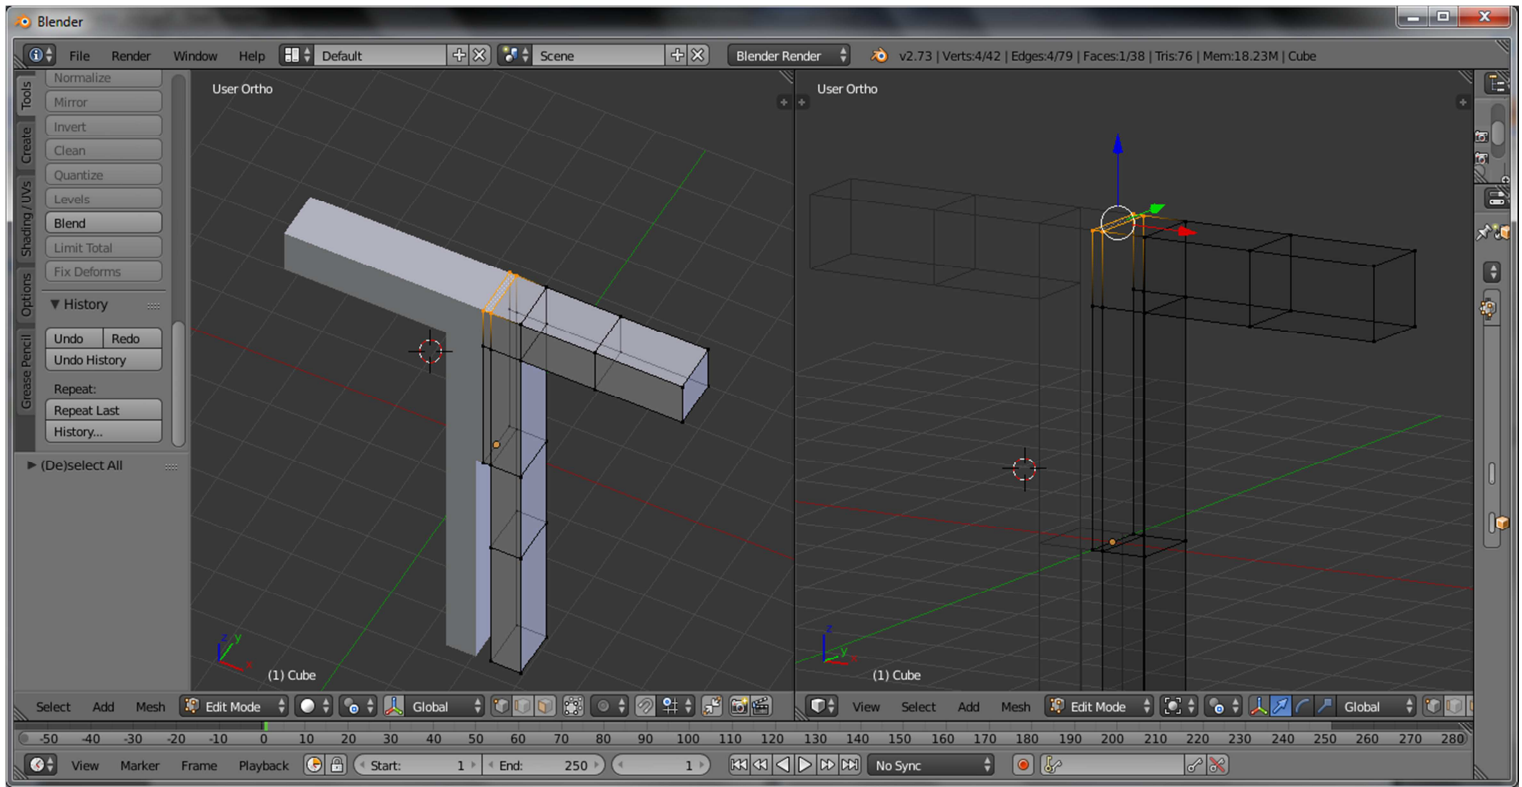 Blender
File Render Window Help Default Scene Blender Render v2.73 | Verts:4/42 | Edges:4/79 | Faces:1/38 | Tris:76 | Mem:18.23M | Cube
Tools
Create
Shading / UVs
Options
Grease Pencil
Normalize
Mirror
Invert
Clean
Quantize
Levels
Blend
Limit Total
Fix Deforms
History
Undo Redo
Undo History
Repeat:
Repeat Last
History...
(De)select All
User Ortho
z y x
(1) Cube
User Ortho
z y x
(1) Cube
Select Add Mesh Edit Mode Global
View Select Add Mesh Edit Mode Global
-50 -40 -30 -20 -10 0 10 20 30 40 50 60 70 80 90 100 110 120 130 140 150 160 170 180 190 200 210 220 230 240 250 260 270 280
View Marker Frame Playback Start: 1 End: 250 1 No Sync